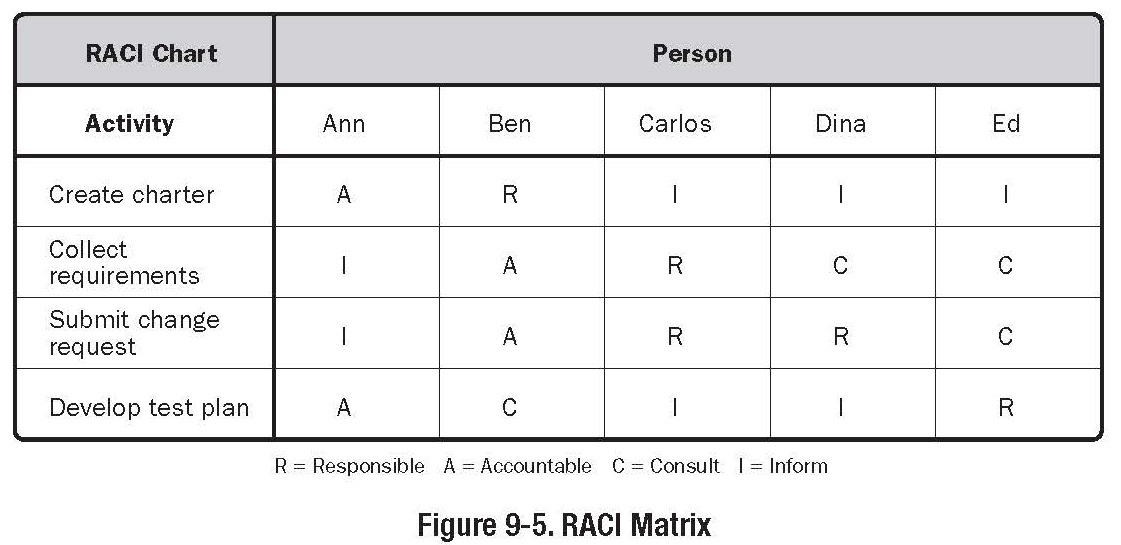 RACI Chart Person
Activity Ann Ben Carlos Dina Ed
Create charter A R I I I
Collect
requirements I A R C C
Submit change
request I A R R C
Develop test plan A C I I R
R = Responsible A = Accountable C = Consult I = Inform
Figure 9-5. RACI Matrix